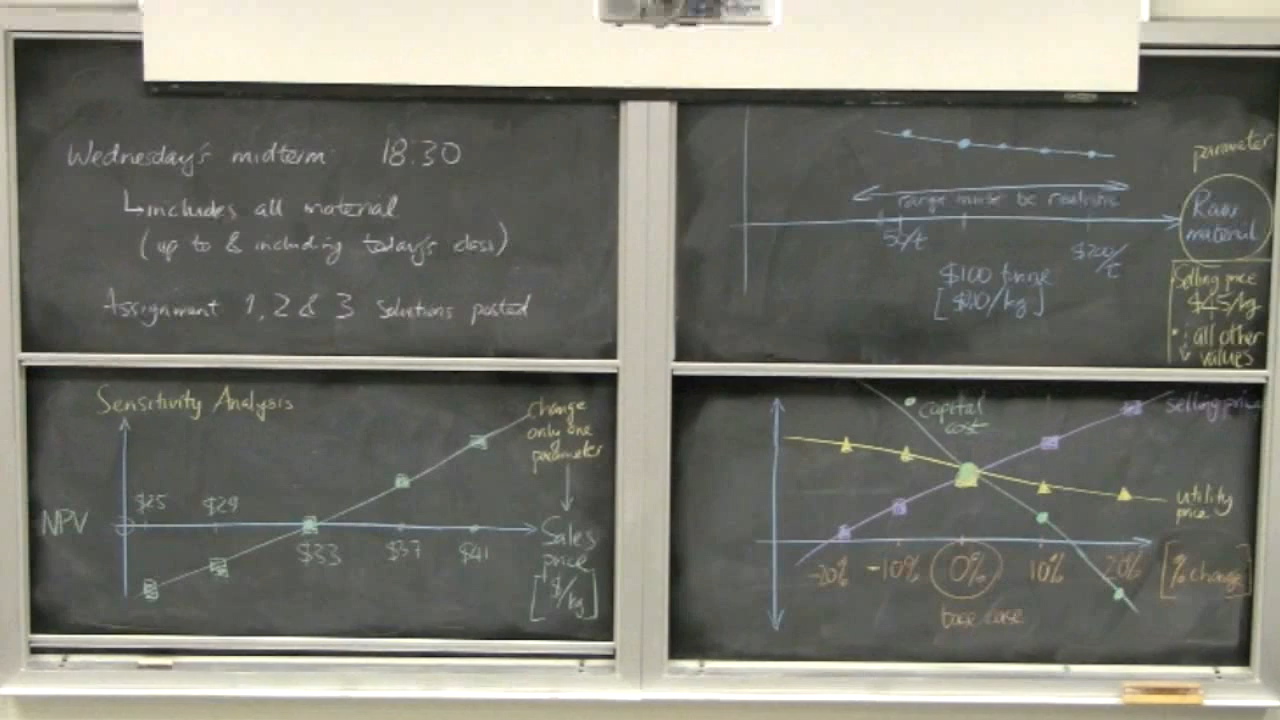 Wednesday's midterm 18.30
includes all material
(up to & including today's class)
Assignment 1, 2 & 3 solutions posted
Sensitivity Analysis
change
only one
parameter
$25 $29
NPV
$33 $37 $41
Sales
price
[$/kg]
parameter
Raw
material
range must be realistic
50/t
$200/t
$100/tonne
[$0.10/kg]
Selling price
all other
values
capital
cost
selling price
utility
price
-20% -10% 0% 10% 20% [% change]
base case